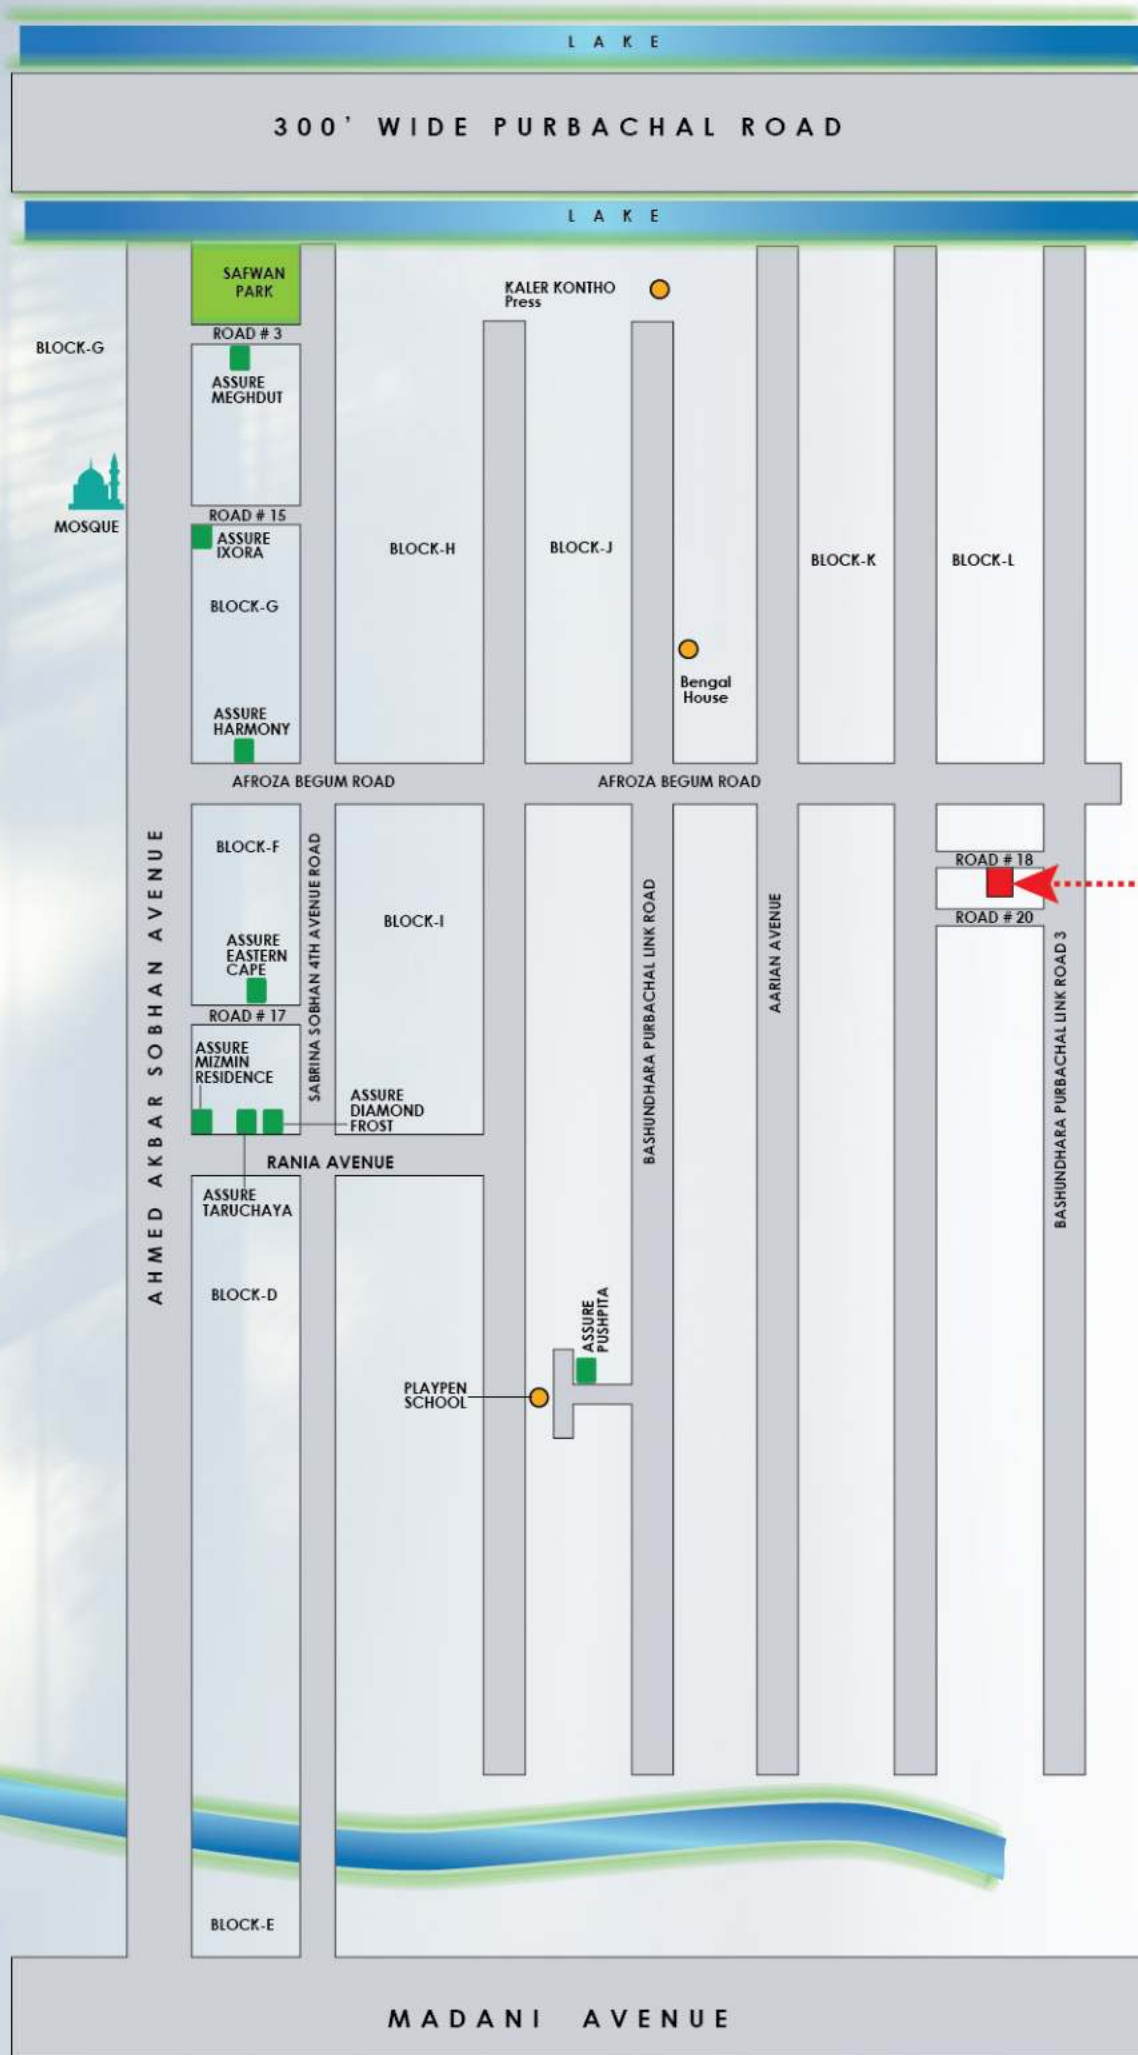 LAKE
300' WIDE PURBACHAL ROAD
LAKE
SAFWAN
PARK
KALER KONTHO
Press
ROAD # 3
BLOCK-G
ASSURE
MEGHDUT
MOSQUE
ROAD # 15
ASSURE
IXORA
BLOCK-H
BLOCK-J
BLOCK-K
BLOCK-L
BLOCK-G
Bengal
House
ASSURE
HARMONY
AFROZA BEGUM ROAD
AFROZA BEGUM ROAD
AHMED AKBAR SOBHAN AVENUE
BLOCK-F
SABRINA SOBHAN 4TH AVENUE ROAD
BLOCK-I
BASHUNDHARA PURBACHAL LINK ROAD
AARIAN AVENUE
ROAD # 18
ROAD # 20
BASHUNDHARA PURBACHAL LINK ROAD 3
ASSURE
EASTERN
CAPE
ROAD # 17
ASSURE
MIZMIN
RESIDENCE
ASSURE
DIAMOND
FROST
RANIA AVENUE
ASSURE
TARUCHAYA
BLOCK-D
ASSURE
PUSHPITA
PLAYPEN
SCHOOL
BLOCK-E
MADANI AVENUE